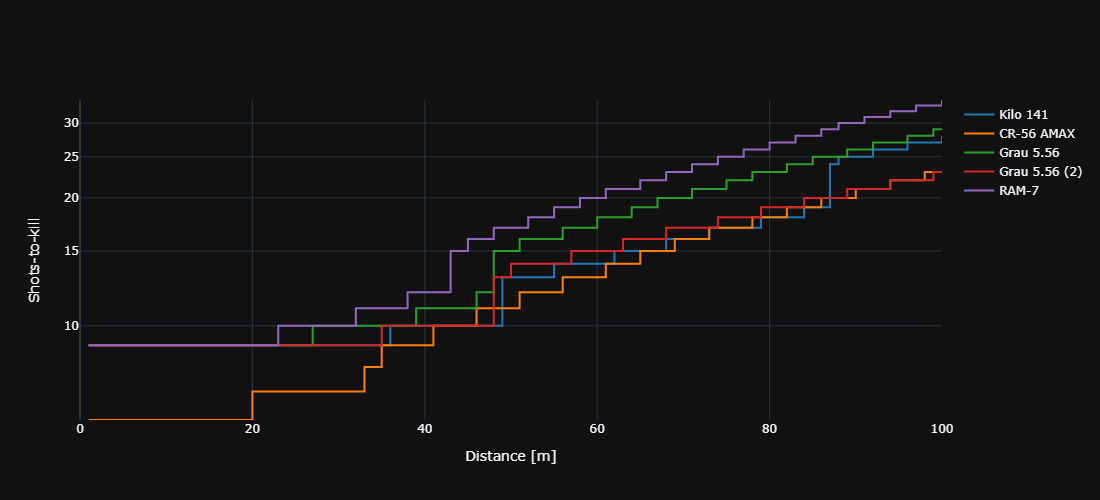 30
25
20
15
10
Shots-to-kill
0 20 40 60 80 100
Distance [m]
Kilo 141
CR-56 AMAX
Grau 5.56
Grau 5.56 (2)
RAM-7